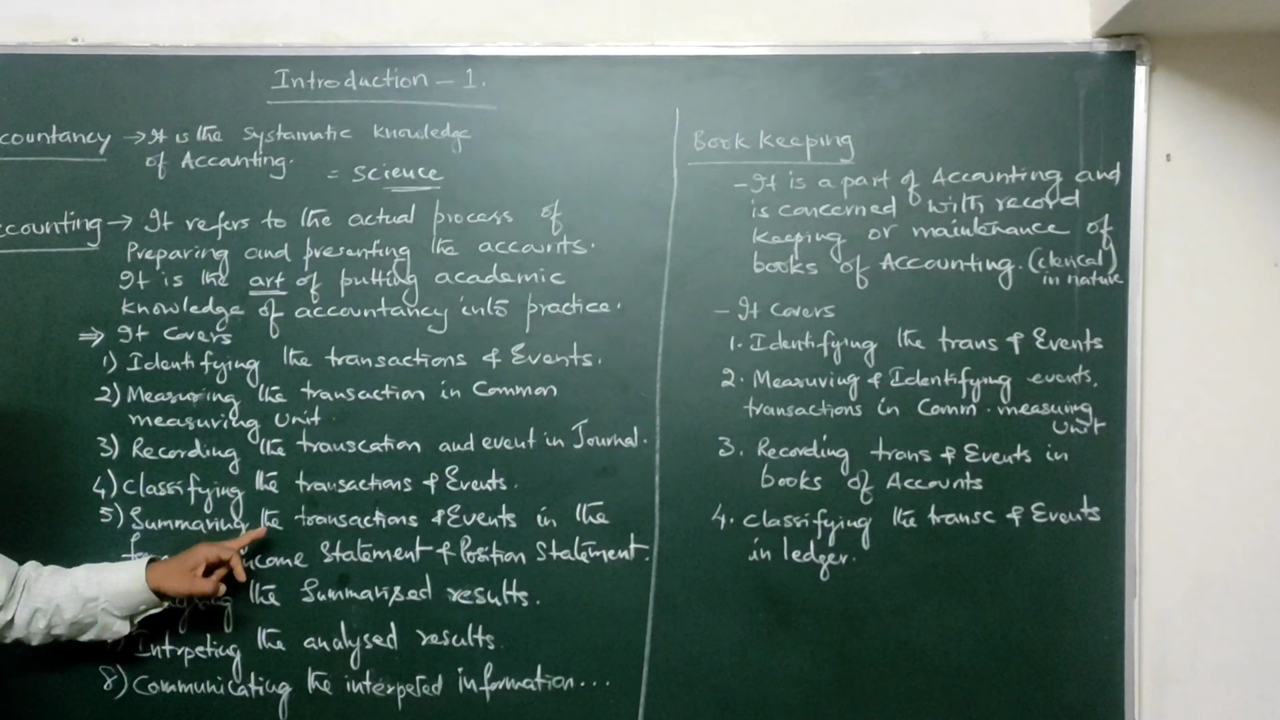 Introduction - 1.
countancy → It is the systematic knowledge
of Accounting.
= Science
ccounting → It refers to the actual process of
Preparing and presenting the accounts.
It is the art of putting academic
knowledge of accountancy into practice.
⇒ It Covers
1) Identifying the transactions & Events.
2) Measuring the transaction in Common
measuring Unit.
3) Recording the transcation and event in Journal.
4) Classifying the transactions & Events.
5) Summaring the transactions & Events in the
income Statement & Position Statement.
the Summarised results.
Intrpeting the analysed results.
8) Communicating the interpeted information...
Book Keeping
- It is a part of Accounting and
is concerned with record
keeping or maintenance of
books of Accounting. (clerical)
in nature
- It covers
1. Identifying the trans & Events
2. Measuring & Identifying events,
transactions in Comm. measuing
Unit
3. Recording trans & Events in
books of Accounts
4. classifying the transc & Events
in ledger.